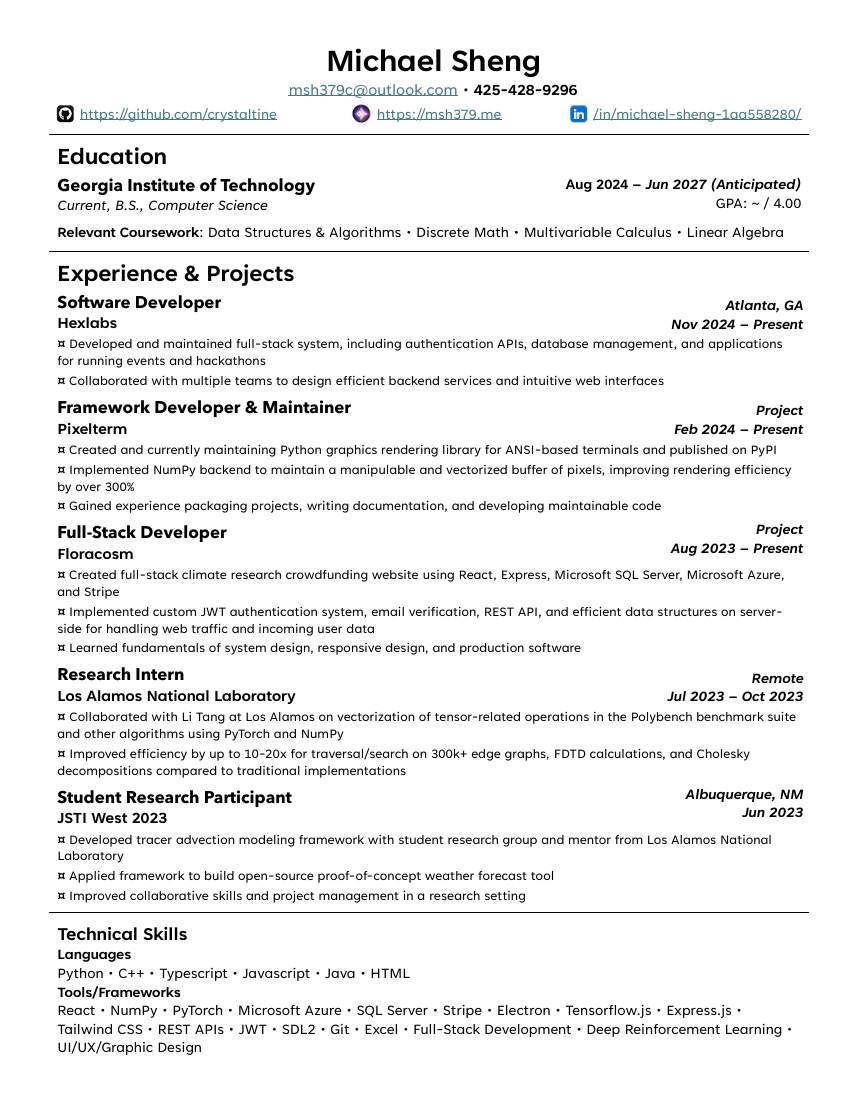 Michael Sheng
msh379c@outlook.com • 425-428-9296
https://github.com/crystaltine https://msh379.me /in/michael-sheng-1aa558280/
Education
Georgia Institute of Technology Aug 2024 – Jun 2027 (Anticipated)
Current, B.S., Computer Science GPA: ~ / 4.00
Relevant Coursework: Data Structures & Algorithms • Discrete Math • Multivariable Calculus • Linear Algebra
Experience & Projects
Software Developer Atlanta, GA
Hexlabs Nov 2024 – Present
¤ Developed and maintained full-stack system, including authentication APIs, database management, and applications
for running events and hackathons
¤ Collaborated with multiple teams to design efficient backend services and intuitive web interfaces
Framework Developer & Maintainer Project
Pixelterm Feb 2024 – Present
¤ Created and currently maintaining Python graphics rendering library for ANSI-based terminals and published on PyPI
¤ Implemented NumPy backend to maintain a manipulable and vectorized buffer of pixels, improving rendering efficiency
by over 300%
¤ Gained experience packaging projects, writing documentation, and developing maintainable code
Full-Stack Developer Project
Floracosm Aug 2023 – Present
¤ Created full-stack climate research crowdfunding website using React, Express, Microsoft SQL Server, Microsoft Azure,
and Stripe
¤ Implemented custom JWT authentication system, email verification, REST API, and efficient data structures on server-
side for handling web traffic and incoming user data
¤ Learned fundamentals of system design, responsive design, and production software
Research Intern Remote
Los Alamos National Laboratory Jul 2023 – Oct 2023
¤ Collaborated with Li Tang at Los Alamos on vectorization of tensor-related operations in the Polybench benchmark suite
and other algorithms using PyTorch and NumPy
¤ Improved efficiency by up to 10-20x for traversal/search on 300k+ edge graphs, FDTD calculations, and Cholesky
decompositions compared to traditional implementations
Student Research Participant Albuquerque, NM
JSTI West 2023 Jun 2023
¤ Developed tracer advection modeling framework with student research group and mentor from Los Alamos National
Laboratory
¤ Applied framework to build open-source proof-of-concept weather forecast tool
¤ Improved collaborative skills and project management in a research setting
Technical Skills
Languages
Python • C++ • Typescript • Javascript • Java • HTML
Tools/Frameworks
React • NumPy • PyTorch • Microsoft Azure • SQL Server • Stripe • Electron • Tensorflow.js • Express.js •
Tailwind CSS • REST APIs • JWT • SDL2 • Git • Excel • Full-Stack Development • Deep Reinforcement Learning •
UI/UX/Graphic Design